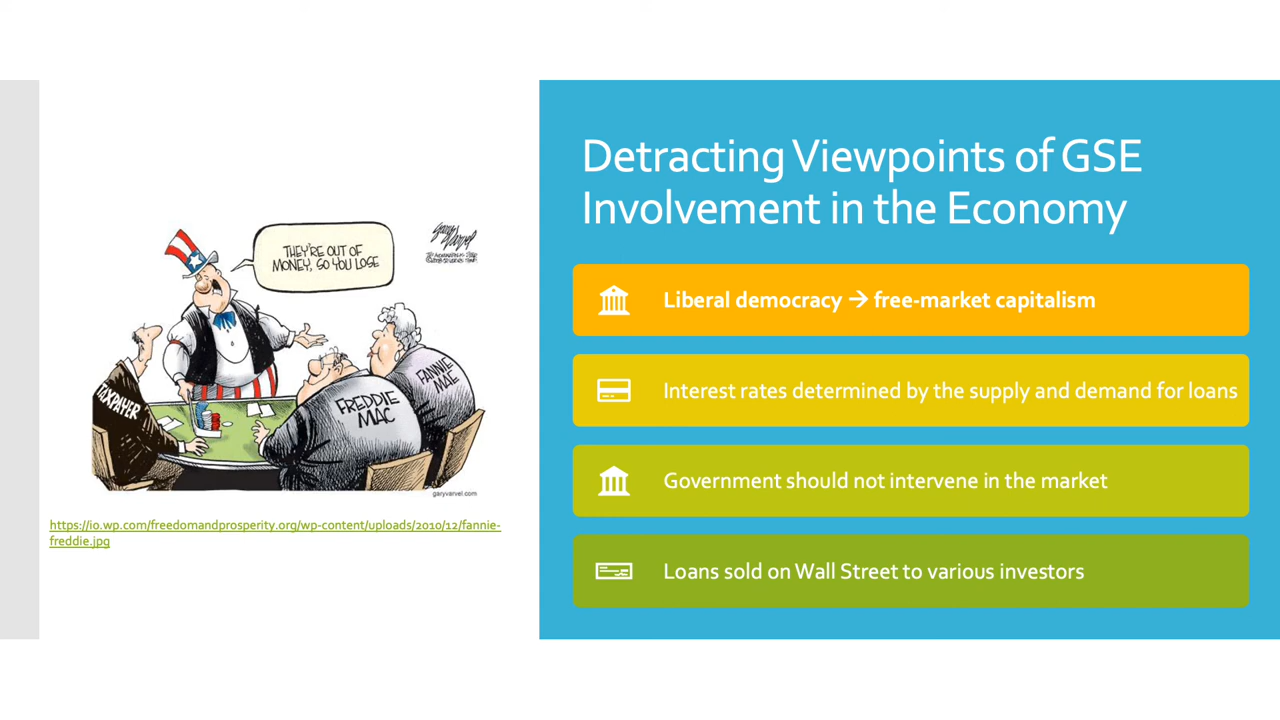 Detracting Viewpoints of GSE
Involvement in the Economy
THEY'RE OUT OF
MONEY, SO YOU LOSE
TAXPAYER
FREDDIE
MAC
FANNIE
MAE
garyvarvel.com
https://io.wp.com/freedomandprosperity.org/wp-content/uploads/2010/12/fannie-
freddie.jpg
Liberal democracy → free-market capitalism
Interest rates determined by the supply and demand for loans
Government should not intervene in the market
Loans sold on Wall Street to various investors